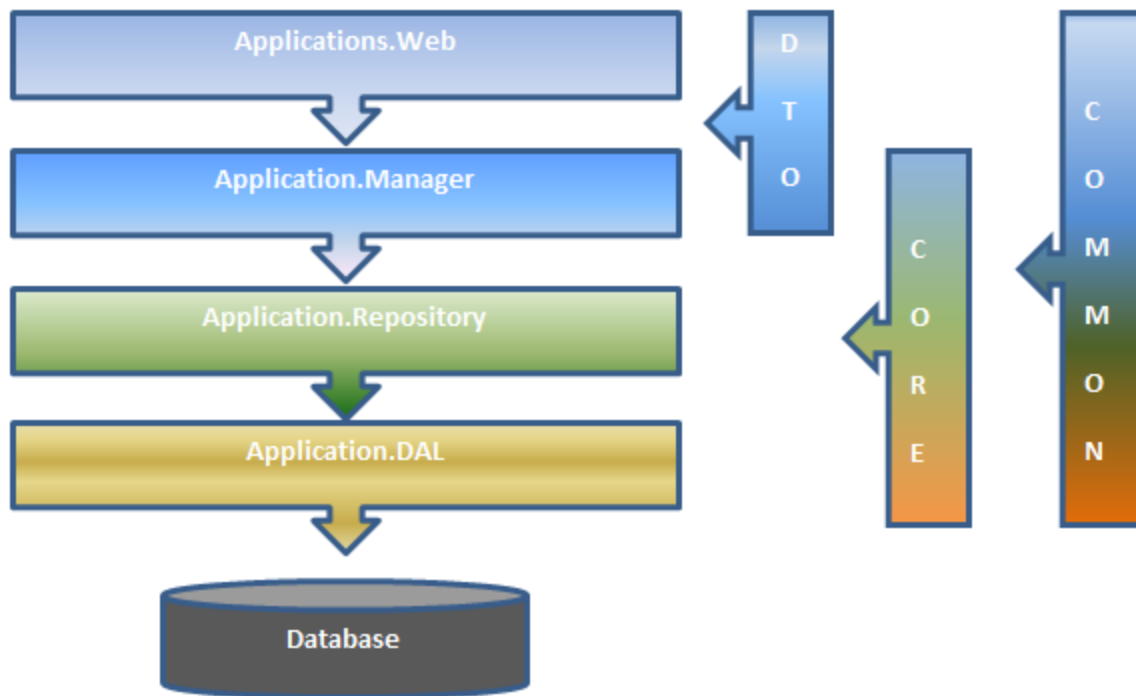 Applications.Web
Application.Manager
Application.Repository
Application.DAL
Database
D
T
O
C
O
R
E
C
O
M
M
O
N